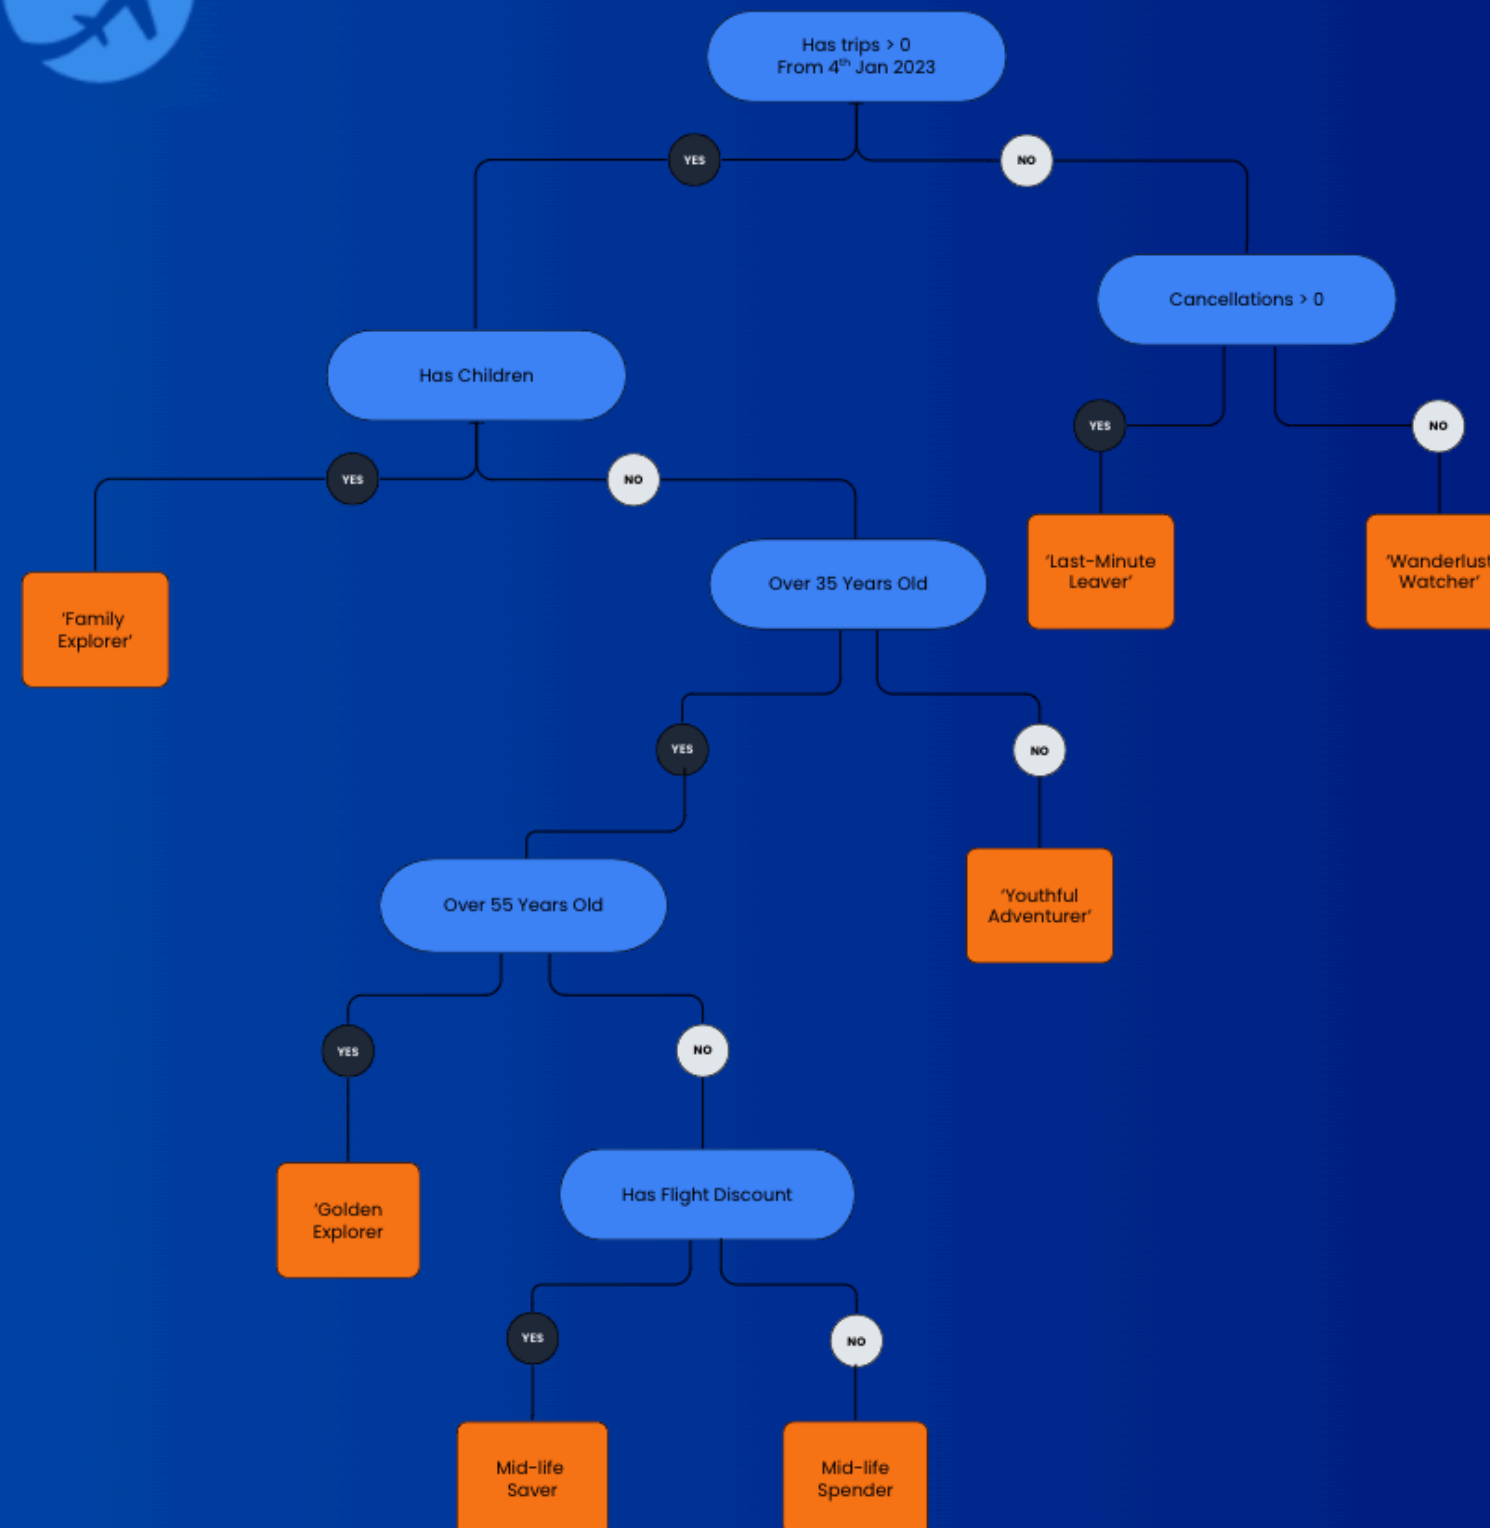 Has trips > 0
From 4th Jan 2023
YES
NO
Cancellations > 0
Has Children
YES
NO
YES
NO
'Last-Minute
Leaver'
'Wanderlust
Watcher'
Over 35 Years Old
'Family
Explorer'
YES
NO
Over 55 Years Old
'Youthful
Adventurer'
YES
NO
Has Flight Discount
'Golden
Explorer
YES
NO
Mid-life
Saver
Mid-life
Spender